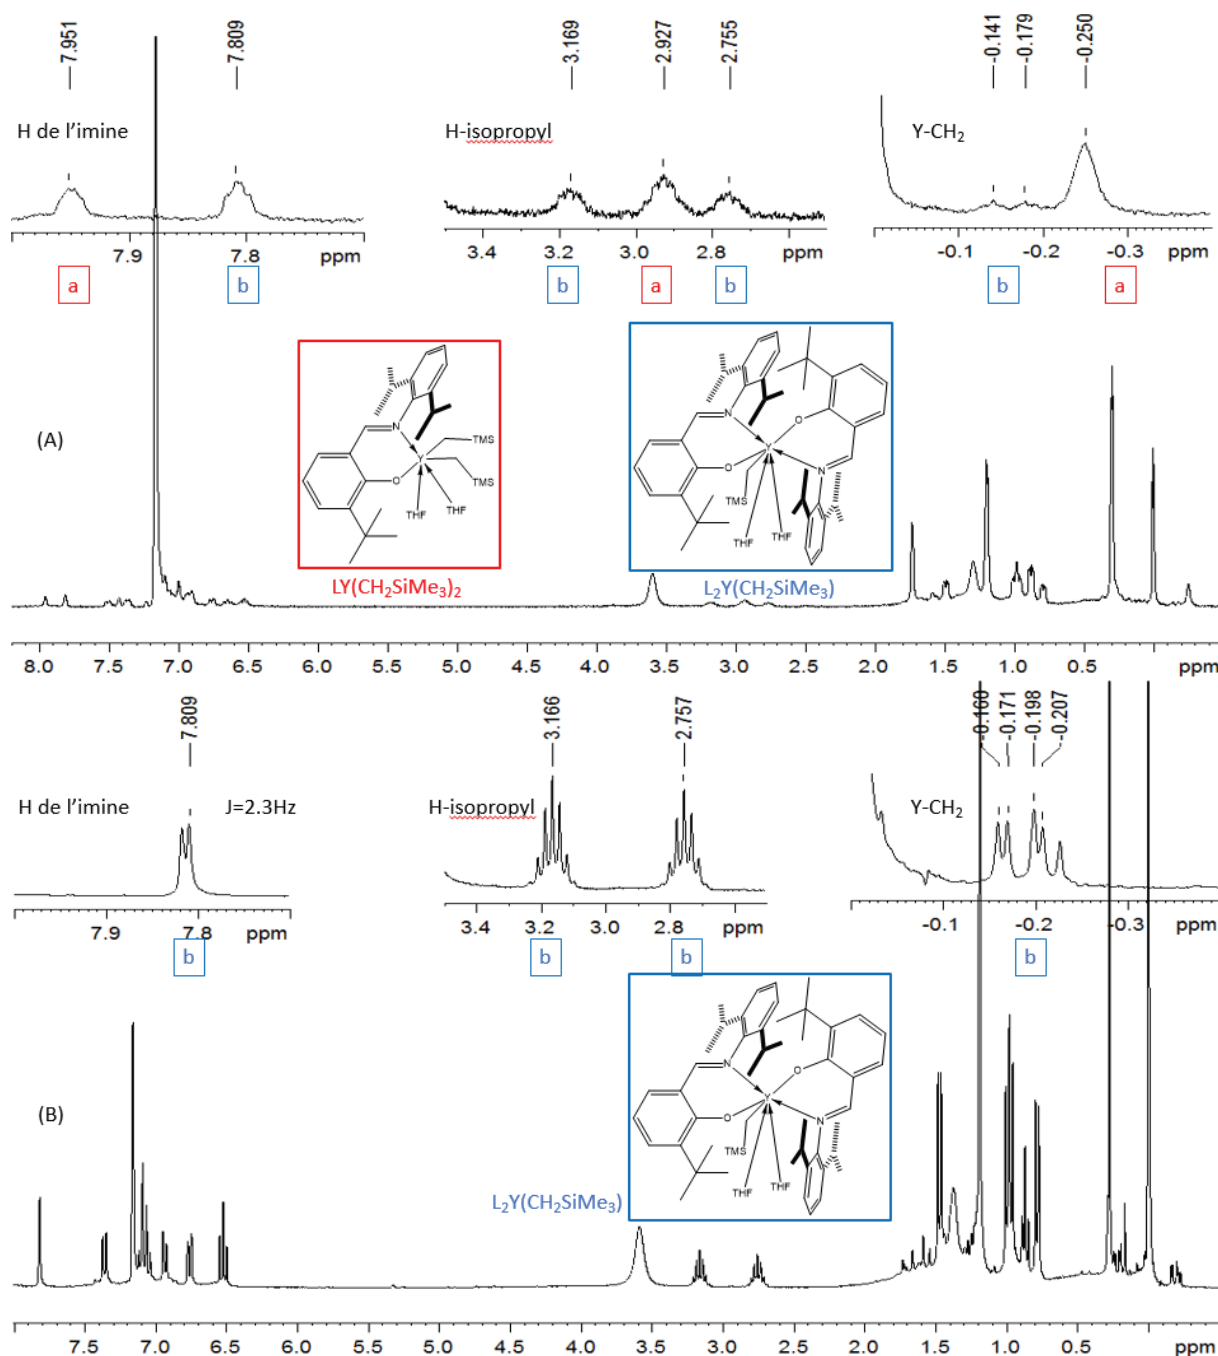 7.951 7.809 3.169 2.927 2.755 -0.141 -0.179 -0.250
H de l'imine H-isopropyl Y-CH₂
7.9 7.8 ppm 3.4 3.2 3.0 2.8 ppm -0.1 -0.2 -0.3 ppm
a b b a b b a
(A)
N O Y TMS TMS THF THF
N O Y O N TMS THF THF
LY(CH₂SiMe₃)₂ L₂Y(CH₂SiMe₃)
8.0 7.5 7.0 6.5 6.0 5.5 5.0 4.5 4.0 3.5 3.0 2.5 2.0 1.5 1.0 0.5 ppm
7.809 3.166 2.757 -0.160 -0.171 -0.198 -0.207
H de l'imine J=2.3Hz H-isopropyl Y-CH₂
7.9 7.8 ppm 3.4 3.2 3.0 2.8 ppm -0.1 -0.2 -0.3 ppm
b b b b
(B)
N O Y O N TMS THF THF
L₂Y(CH₂SiMe₃)
7.5 7.0 6.5 6.0 5.5 5.0 4.5 4.0 3.5 3.0 2.5 2.0 1.5 1.0 0.5 ppm